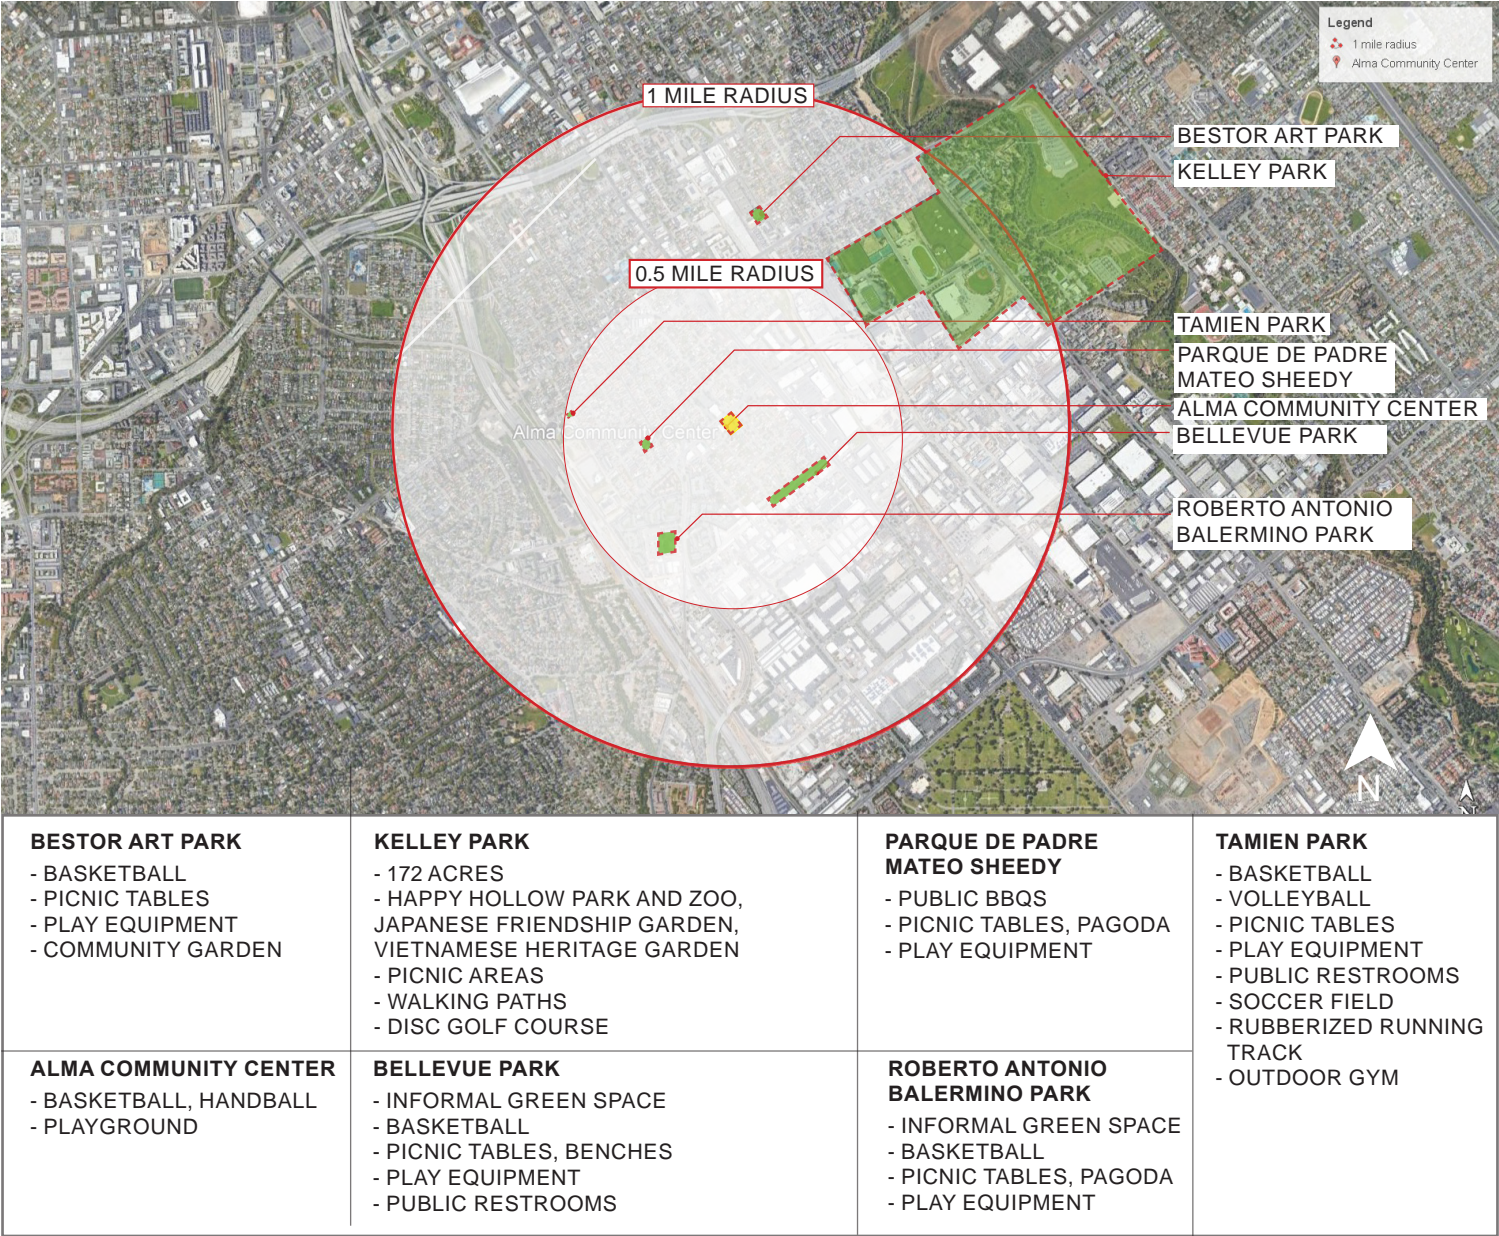 Legend
1 mile radius
Alma Community Center
1 MILE RADIUS
BESTOR ART PARK
KELLEY PARK
0.5 MILE RADIUS
TAMIEN PARK
PARQUE DE PADRE
MATEO SHEEDY
ALMA COMMUNITY CENTER
Alma Community Center
BELLEVUE PARK
ROBERTO ANTONIO
BALERMINO PARK
N
N
BESTOR ART PARK
- BASKETBALL
- PICNIC TABLES
- PLAY EQUIPMENT
- COMMUNITY GARDEN
KELLEY PARK
- 172 ACRES
- HAPPY HOLLOW PARK AND ZOO,
JAPANESE FRIENDSHIP GARDEN,
VIETNAMESE HERITAGE GARDEN
- PICNIC AREAS
- WALKING PATHS
- DISC GOLF COURSE
PARQUE DE PADRE
MATEO SHEEDY
- PUBLIC BBQS
- PICNIC TABLES, PAGODA
- PLAY EQUIPMENT
TAMIEN PARK
- BASKETBALL
- VOLLEYBALL
- PICNIC TABLES
- PLAY EQUIPMENT
- PUBLIC RESTROOMS
- SOCCER FIELD
- RUBBERIZED RUNNING
TRACK
- OUTDOOR GYM
ALMA COMMUNITY CENTER
- BASKETBALL, HANDBALL
- PLAYGROUND
BELLEVUE PARK
- INFORMAL GREEN SPACE
- BASKETBALL
- PICNIC TABLES, BENCHES
- PLAY EQUIPMENT
- PUBLIC RESTROOMS
ROBERTO ANTONIO
BALERMINO PARK
- INFORMAL GREEN SPACE
- BASKETBALL
- PICNIC TABLES, PAGODA
- PLAY EQUIPMENT